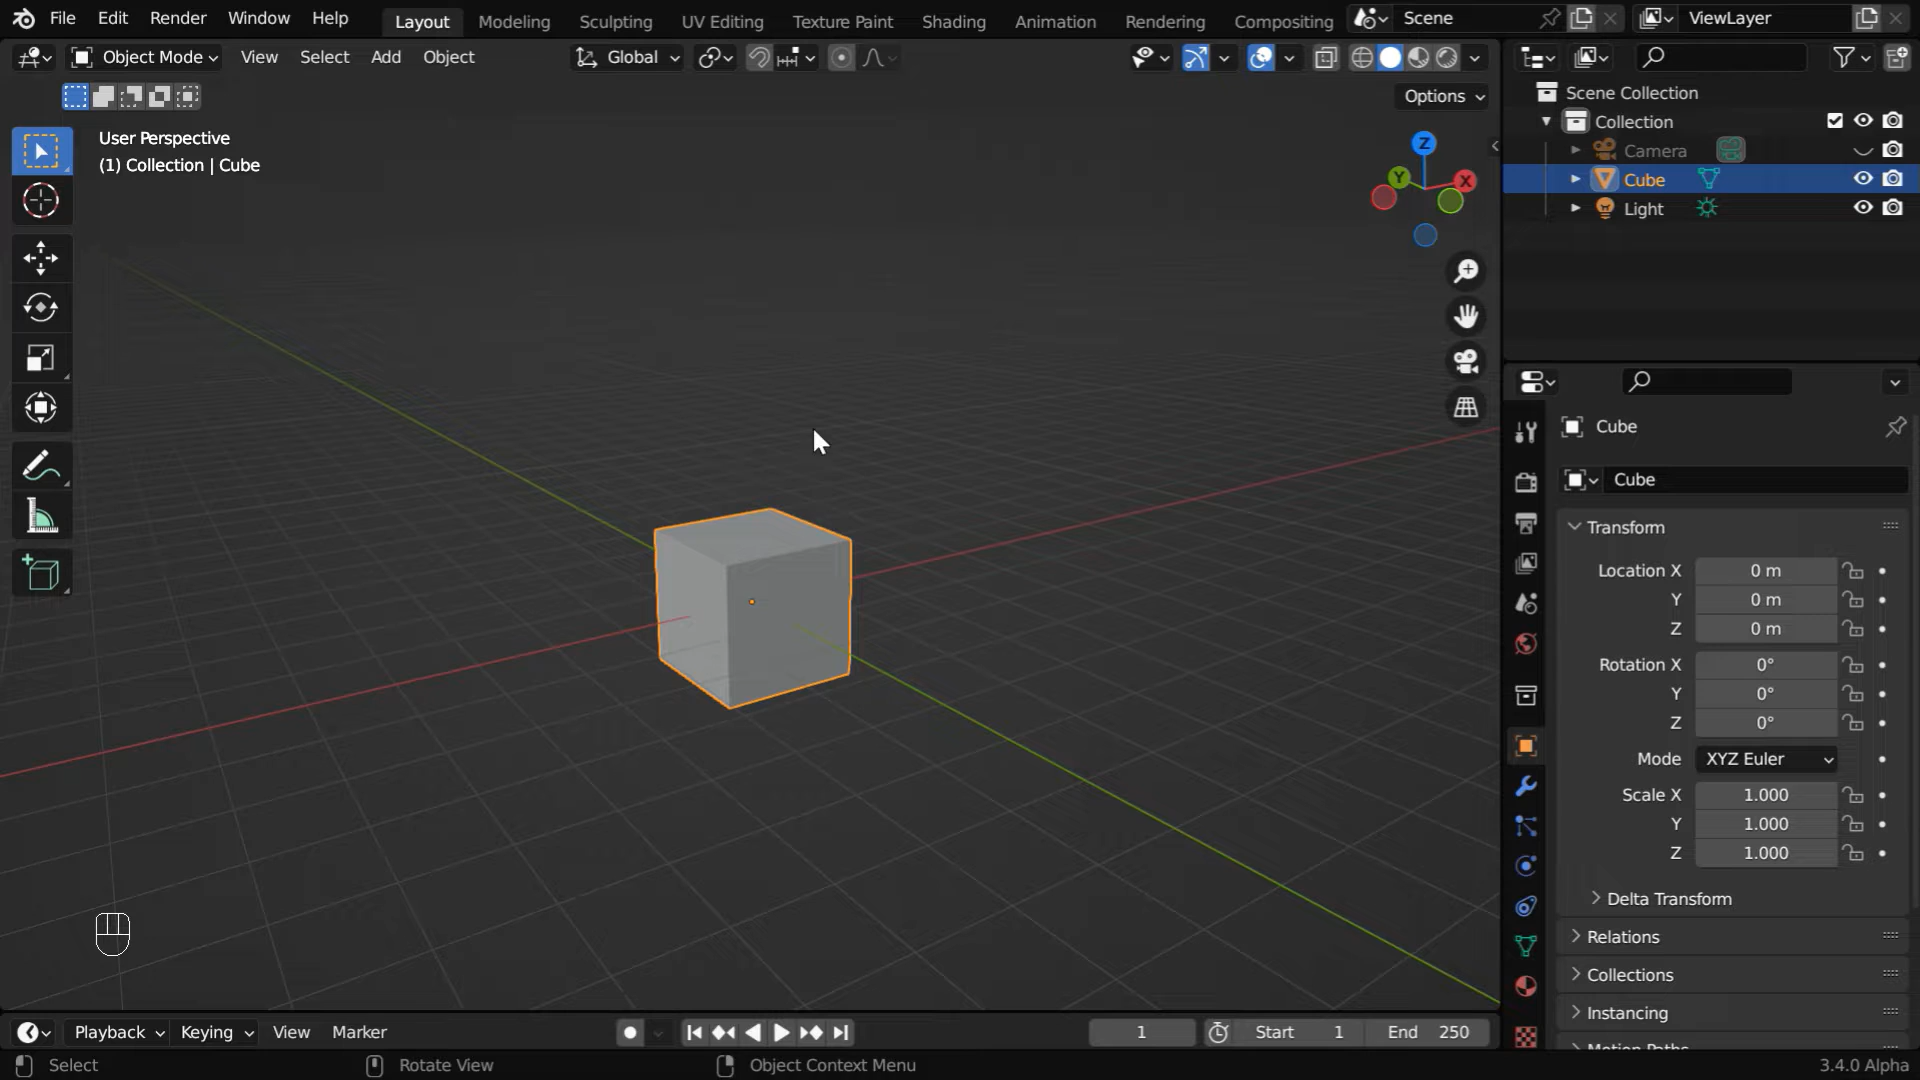 File Edit Render Window Help Layout Modeling Sculpting UV Editing Texture Paint Shading Animation Rendering Compositing Scene ViewLayer
Object Mode View Select Add Object Global
Options
User Perspective
(1) Collection | Cube
Z
Y
X
Scene Collection
Collection
Camera
Cube
Light
Cube
Cube
Transform
Location X 0 m
Y 0 m
Z 0 m
Rotation X 0°
Y 0°
Z 0°
Mode XYZ Euler
Scale X 1.000
Y 1.000
Z 1.000
Delta Transform
Relations
Collections
Instancing
Motion Paths
Playback Keying View Marker 1 Start 1 End 250
Select Rotate View Object Context Menu 3.4.0 Alpha